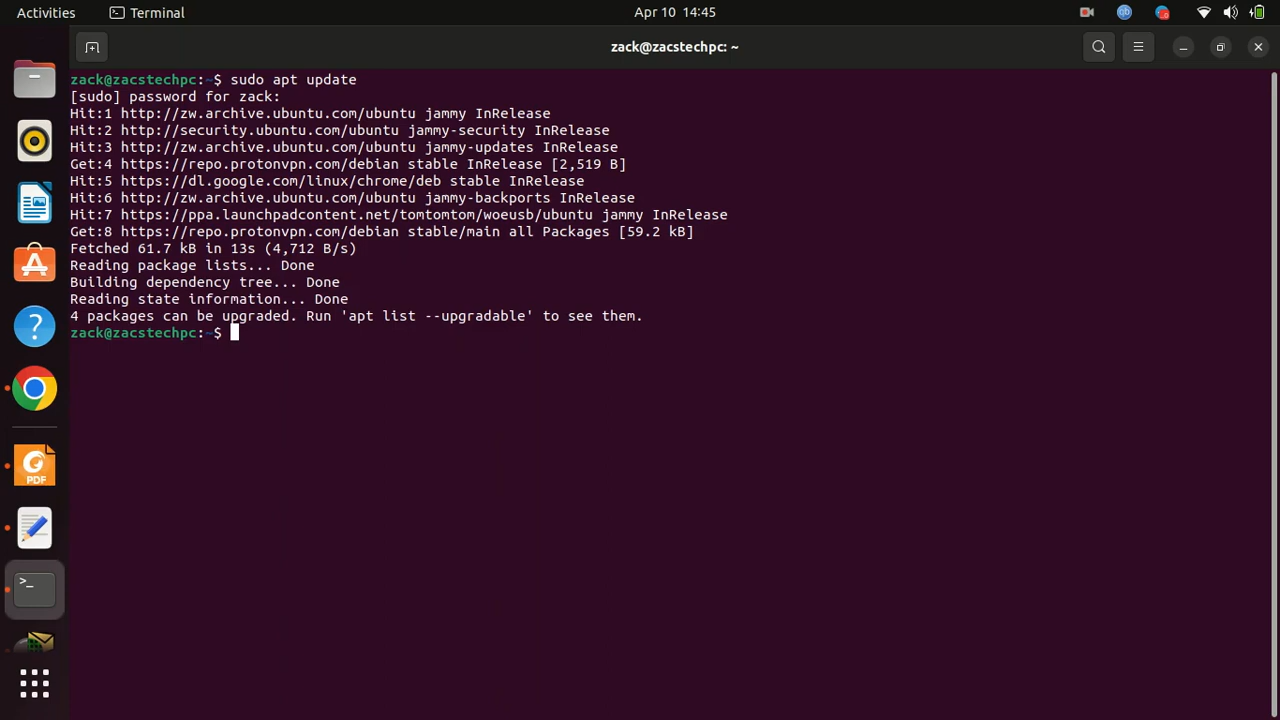 Activities
Terminal
Apr 10 14:45
zack@zacstechpc: ~
zack@zacstechpc:~$ sudo apt update
[sudo] password for zack:
Hit:1 http://zw.archive.ubuntu.com/ubuntu jammy InRelease
Hit:2 http://security.ubuntu.com/ubuntu jammy-security InRelease
Hit:3 http://zw.archive.ubuntu.com/ubuntu jammy-updates InRelease
Get:4 https://repo.protonvpn.com/debian stable InRelease [2,519 B]
Hit:5 https://dl.google.com/linux/chrome/deb stable InRelease
Hit:6 http://zw.archive.ubuntu.com/ubuntu jammy-backports InRelease
Hit:7 https://ppa.launchpadcontent.net/tomtomtom/woeusb/ubuntu jammy InRelease
Get:8 https://repo.protonvpn.com/debian stable/main all Packages [59.2 kB]
Fetched 61.7 kB in 13s (4,712 B/s)
Reading package lists... Done
Building dependency tree... Done
Reading state information... Done
4 packages can be upgraded. Run 'apt list --upgradable' to see them.
zack@zacstechpc:~$
PDF